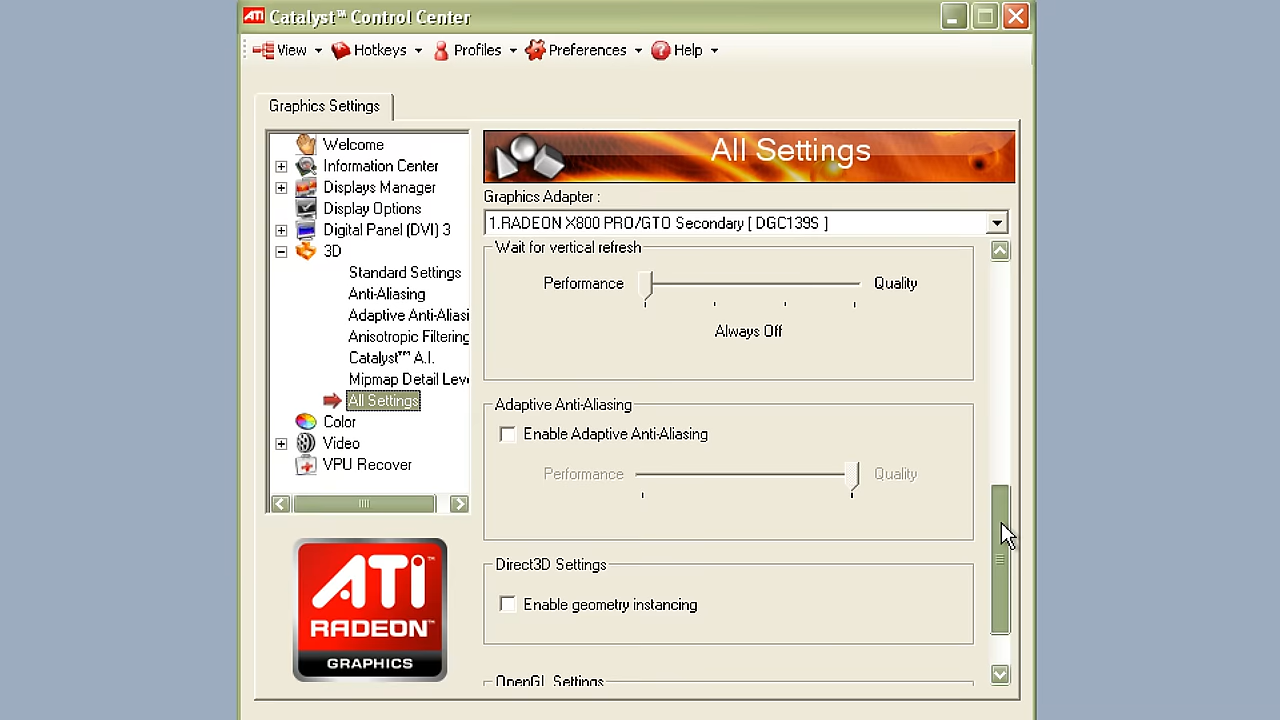 ATI Catalyst™ Control Center
View Hotkeys Profiles Preferences Help
Graphics Settings
Welcome
Information Center
Displays Manager
Display Options
Digital Panel (DVI) 3
3D
Standard Settings
Anti-Aliasing
Adaptive Anti-Aliasi
Anisotropic Filtering
Catalyst™ A.I.
Mipmap Detail Leve
All Settings
Color
Video
VPU Recover
ATI™
RADEON™
GRAPHICS
All Settings
Graphics Adapter :
1.RADEON X800 PRO/GTO Secondary [ DGC139S ]
Wait for vertical refresh
Performance Quality
Always Off
Adaptive Anti-Aliasing
Enable Adaptive Anti-Aliasing
Performance Quality
Direct3D Settings
Enable geometry instancing
OpenGL Settings